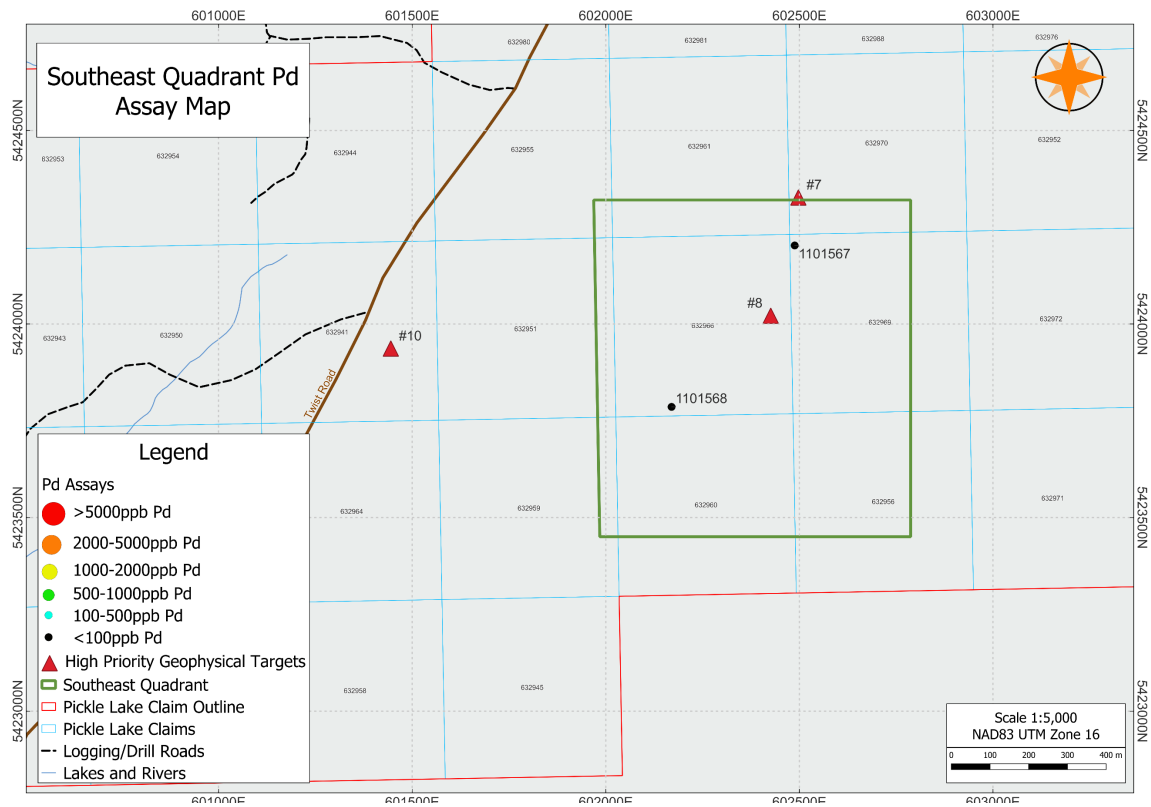 601000E
601500E
602000E
602500E
603000E
Southeast Quadrant Pd
Assay Map
632980
632981
632988
632976
5424500N
5424500N
632953
632954
632944
632955
632961
632970
632952
#7
1101567
#8
5424000N
5424000N
632943
632950
632941
#10
632951
632966
632969
632972
Twist Road
1101568
Legend
Pd Assays
>5000ppb Pd
2000-5000ppb Pd
1000-2000ppb Pd
500-1000ppb Pd
100-500ppb Pd
<100ppb Pd
High Priority Geophysical Targets
Southeast Quadrant
Pickle Lake Claim Outline
Pickle Lake Claims
Logging/Drill Roads
Lakes and Rivers
5423500N
5423500N
632964
632959
632960
632956
632971
632958
632945
5423000N
5423000N
Scale 1:5,000
NAD83 UTM Zone 16
0 100 200 300 400 m
601000E
601500E
602000E
602500E
603000E